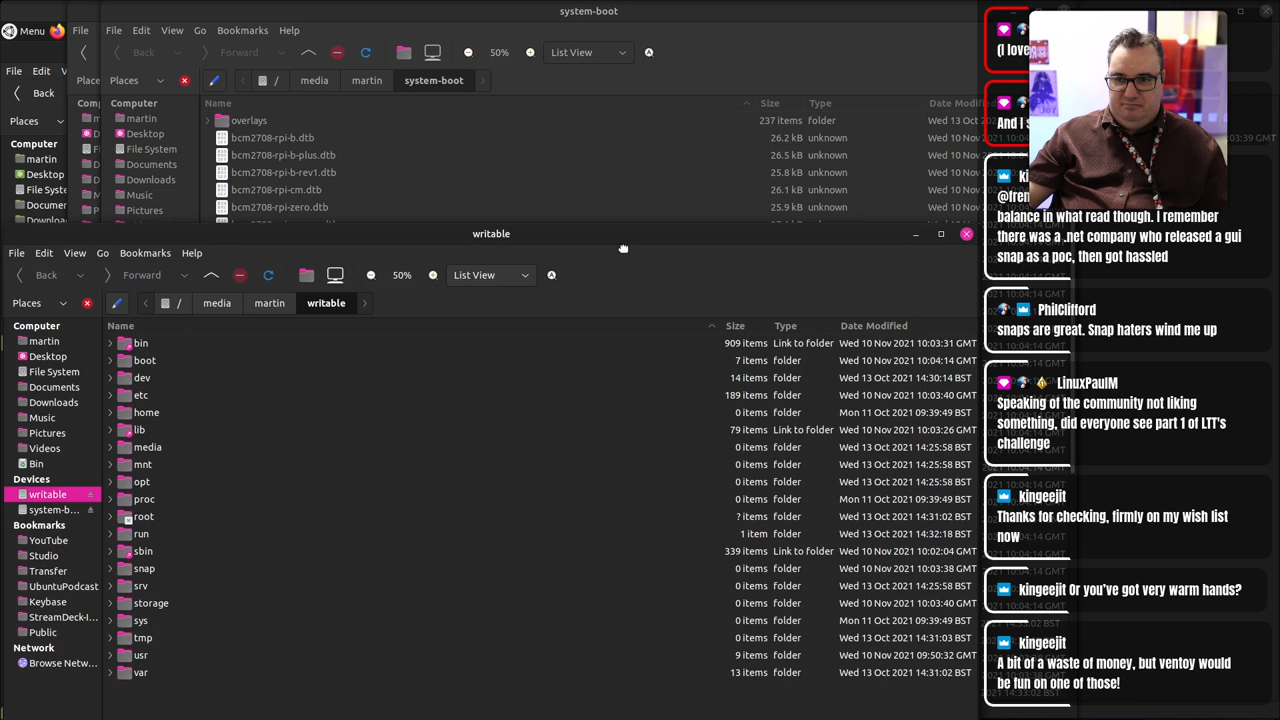 system-boot
Menu
File
File Edit View Go Bookmarks Help
Back Forward 50% List View
File Edit
Back
Places
Places
Places / media martin system-boot
Computer Name Size Type Date Modified
martin overlays 237 items folder Wed 13 Oct
Desktop bcm2708-rpi-b.dtb 26.2 kB unknown Wed 10 Nov
File System bcm2708-rpi-b-plus.dtb 26.5 kB unknown Wed 10 Nov
Documents bcm2708-rpi-b-rev1.dtb 26.5 kB unknown Wed 10 Nov
Downloads bcm2708-rpi-cm.dtb 26.1 kB unknown Wed 10 Nov
Music bcm2708-rpi-zero.dtb 25.9 kB unknown Wed 10 Nov
Pictures
Computer
martin
Desktop
File Syste
Documen
Downloa
writable
File Edit View Go Bookmarks Help
Back Forward 50% List View
Places / media martin writable
Computer Name Size Type Date Modified
martin bin 909 items Link to folder Wed 10 Nov 2021 10:03:31 GMT
Desktop boot 7 items folder Wed 10 Nov 2021 10:04:14 GMT
File System dev 14 items folder Wed 13 Oct 2021 14:30:14 BST
Documents etc 189 items folder Wed 10 Nov 2021 10:03:40 GMT
Downloads home 0 items folder Mon 11 Oct 2021 09:39:49 BST
Music lib 79 items Link to folder Wed 10 Nov 2021 10:03:26 GMT
Pictures media 0 items folder Wed 13 Oct 2021 14:25:58 BST
Videos mnt 0 items folder Wed 13 Oct 2021 14:25:58 BST
Bin opt 0 items folder Wed 13 Oct 2021 14:25:58 BST
Devices proc 0 items folder Mon 11 Oct 2021 09:39:49 BST
writable root ? items folder Wed 13 Oct 2021 14:31:02 BST
system-b... run 1 item folder Wed 13 Oct 2021 14:32:18 BST
Bookmarks sbin 339 items Link to folder Wed 10 Nov 2021 10:02:04 GMT
YouTube snap 0 items folder Wed 10 Nov 2021 10:03:38 GMT
Studio srv 0 items folder Wed 13 Oct 2021 14:25:58 BST
Transfer storage 0 items folder Wed 10 Nov 2021 10:03:40 GMT
UbuntuPodcast sys 0 items folder Mon 11 Oct 2021 09:39:49 BST
Keybase tmp 0 items folder Wed 13 Oct 2021 14:31:03 BST
StreamDeck-I... usr 9 items folder Wed 10 Nov 2021 09:50:32 GMT
Public var 13 items folder Wed 13 Oct 2021 14:31:02 BST
Network
Browse Netw...
(I love
And I s
@fren
balance in what read though. I remember
there was a .net company who released a gui
snap as a poc, then got hassled
PhilClifford
snaps are great. Snap haters wind me up
LinuxPaulM
Speaking of the community not liking
something, did everyone see part 1 of LTT's
challenge
kingeejit
Thanks for checking, firmly on my wish list
now
kingeejit Or you've got very warm hands?
kingeejit
A bit of a waste of money, but ventoy would
be fun on one of those!